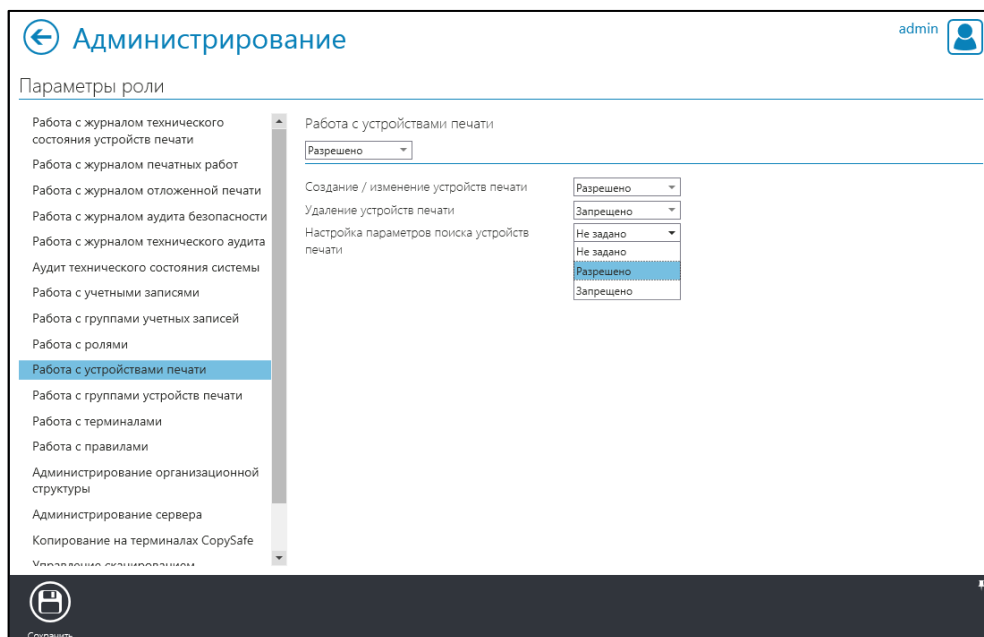 Администрирование
admin
Параметры роли
Работа с журналом технического
состояния устройств печати
Работа с журналом печатных работ
Работа с журналом отложенной печати
Работа с журналом аудита безопасности
Работа с журналом технического аудита
Аудит технического состояния системы
Работа с учетными записями
Работа с группами учетных записей
Работа с ролями
Работа с устройствами печати
Работа с группами устройств печати
Работа с терминалами
Работа с правилами
Администрирование организационной
структуры
Администрирование сервера
Копирование на терминалах CopySafe
Управление сканированием
Работа с устройствами печати
Разрешено
Создание / изменение устройств печати
Разрешено
Удаление устройств печати
Запрещено
Настройка параметров поиска устройств
печати
Не задано
Не задано
Разрешено
Запрещено
Сохранить